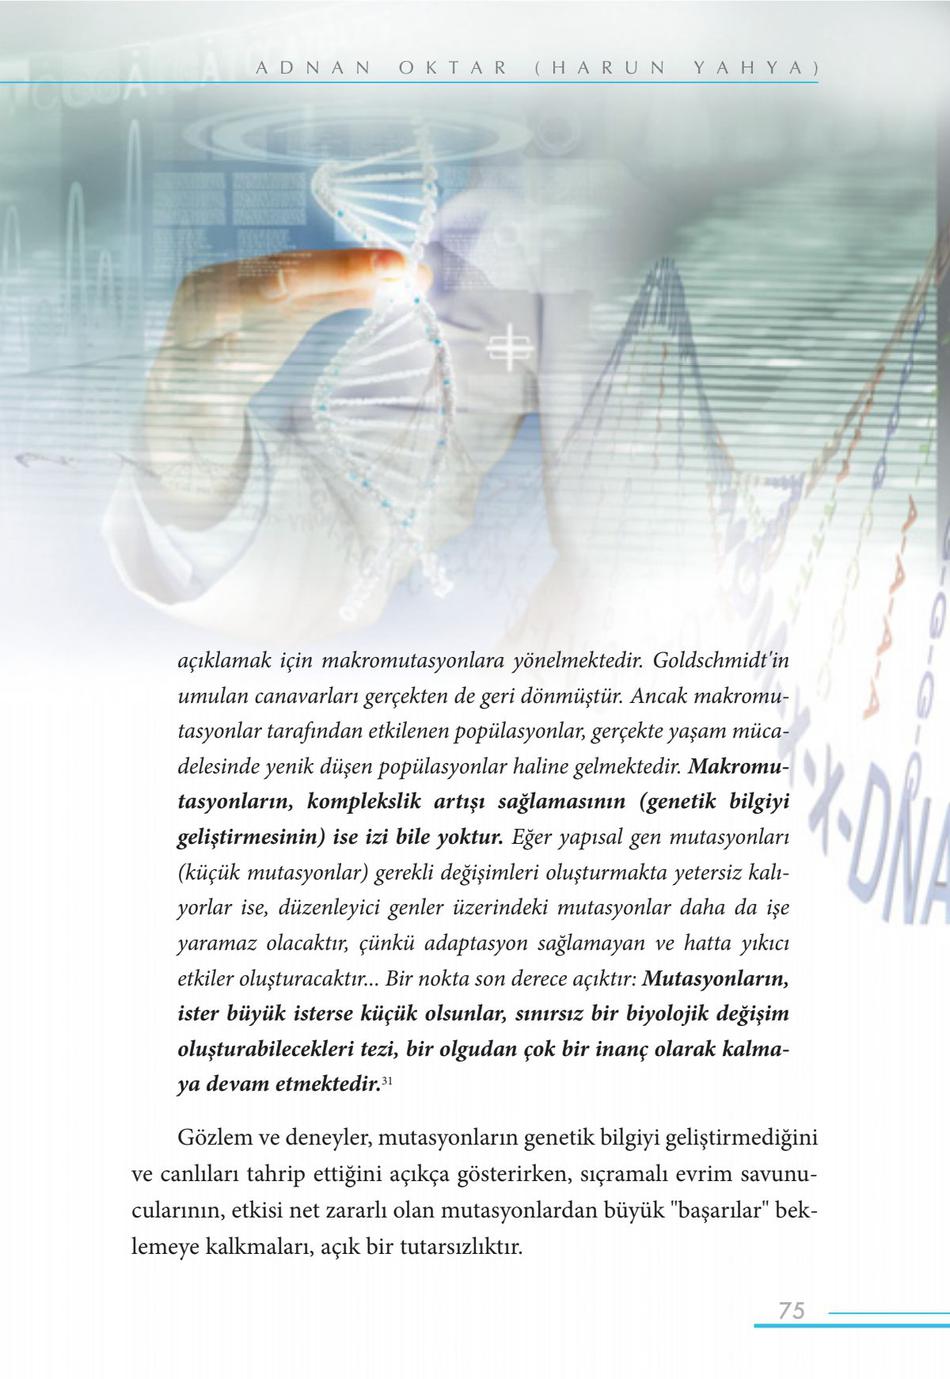 ADNAN OKTAR (HARUN YAHYA)
açıklamak için makromutasyonlara yönelmektedir. Goldschmidt'in
umulan canavarları gerçekten de geri dönmüştür. Ancak makromu-
tasyonlar tarafından etkilenen popülasyonlar, gerçekte yaşam müca-
delesinde yenik düşen popülasyonlar haline gelmektedir. Makromu-
tasyonların, komplekslik artışı sağlamasının (genetik bilgiyi
geliştirmesinin) ise izi bile yoktur. Eğer yapısal gen mutasyonları
(küçük mutasyonlar) gerekli değişimleri oluşturmakta yetersiz kalı-
yorlar ise, düzenleyici genler üzerindeki mutasyonlar daha da işe
yaramaz olacaktır, çünkü adaptasyon sağlamayan ve hatta yıkıcı
etkiler oluşturacaktır... Bir nokta son derece açıktır: Mutasyonların,
ister büyük isterse küçük olsunlar, sınırsız bir biyolojik değişim
oluşturabilecekleri tezi, bir olgudan çok bir inanç olarak kalma-
ya devam etmektedir.31
Gözlem ve deneyler, mutasyonların genetik bilgiyi geliştirmediğini
ve canlıları tahrip ettiğini açıkça gösterirken, sıçramalı evrim savunu-
cularının, etkisi net zararlı olan mutasyonlardan büyük "başarılar" bek-
lemeye kalkmaları, açık bir tutarsızlıktır.
75
DNA
A-A-A-A